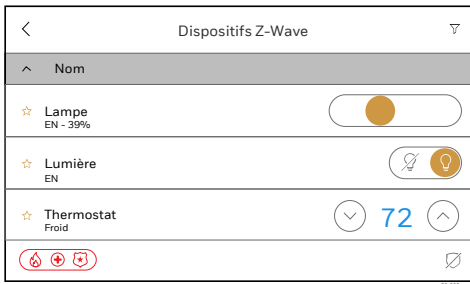 Dispositifs Z-Wave
Nom
Lampe
EN - 39%
Lumière
EN
Thermostat
Froid
72